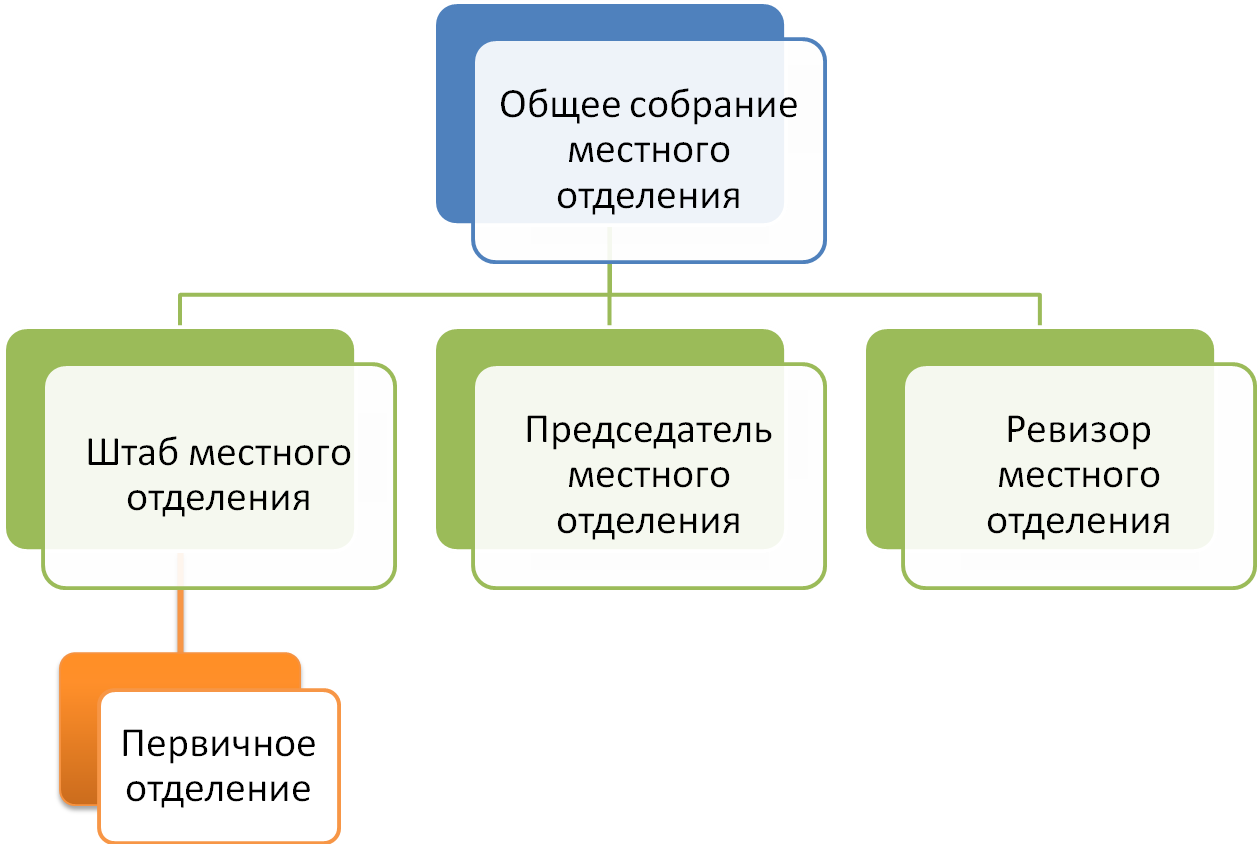 Общее собрание
местного
отделения
Штаб местного
отделения
Председатель
местного
отделения
Ревизор
местного
отделения
Первичное
отделение